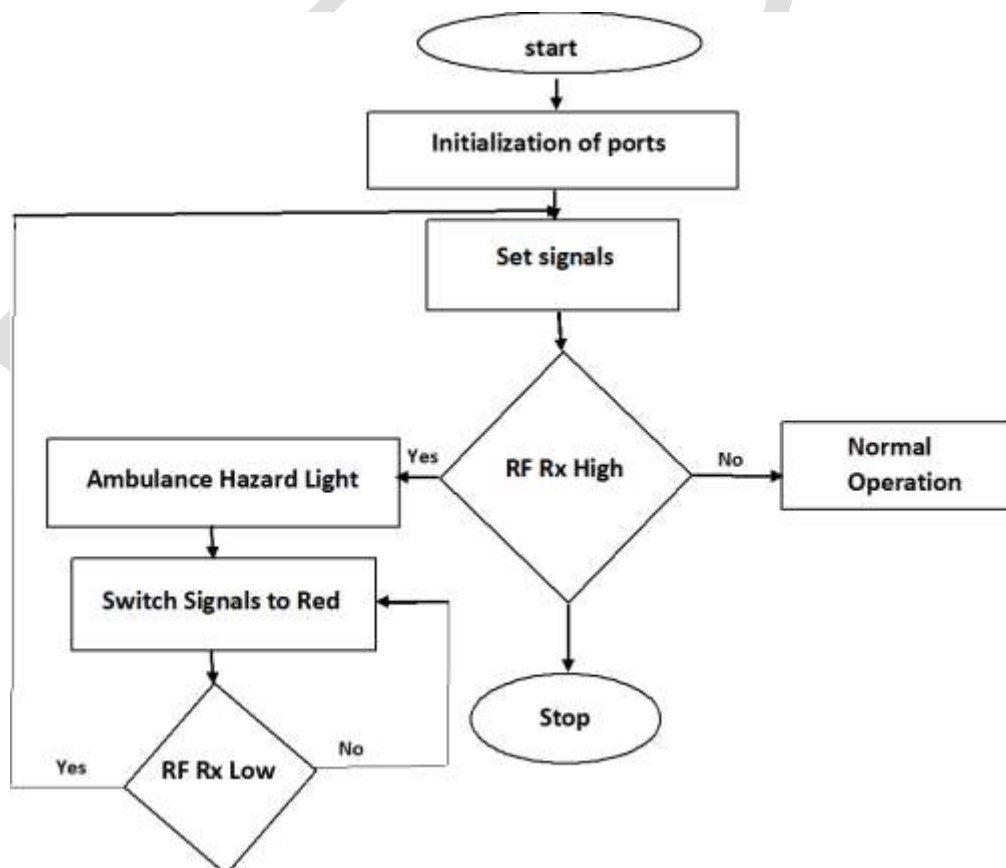 start
Initialization of ports
Set signals
RF Rx High
Yes
No
Normal
Operation
Ambulance Hazard Light
Switch Signals to Red
Stop
RF Rx Low
Yes
No